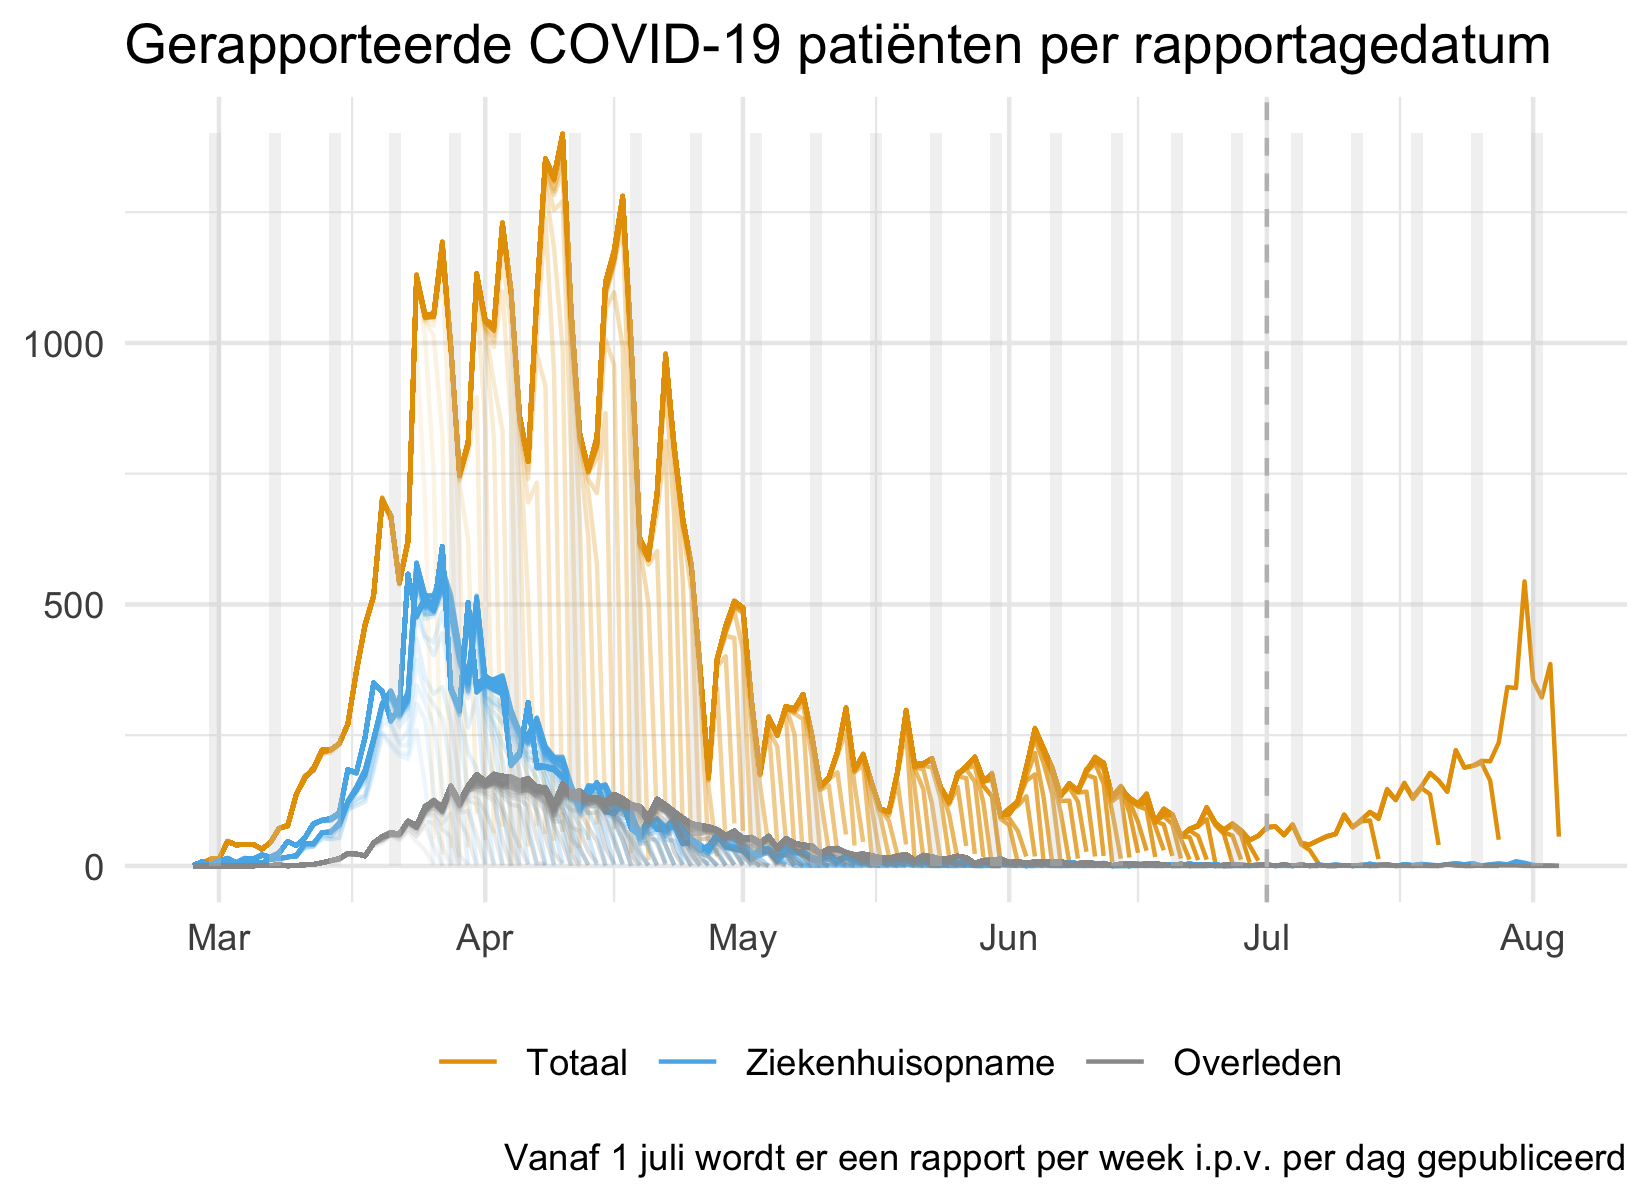 Gerapporteerde COVID-19 patiënten per rapportagedatum
1000
500
0
Mar Apr May Jun Jul Aug
Totaal Ziekenhuisopname Overleden
Vanaf 1 juli wordt er een rapport per week i.p.v. per dag gepubliceerd